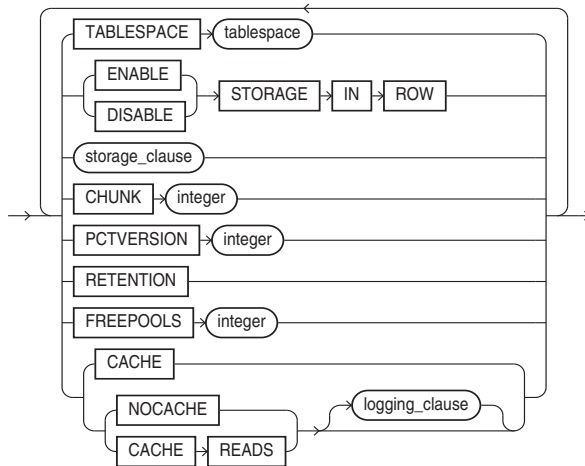 TABLESPACE tablespace
ENABLE
DISABLE
STORAGE IN ROW
storage_clause
CHUNK integer
PCTVERSION integer
RETENTION
FREEPOOLS integer
CACHE
NOCACHE
CACHE READS
logging_clause